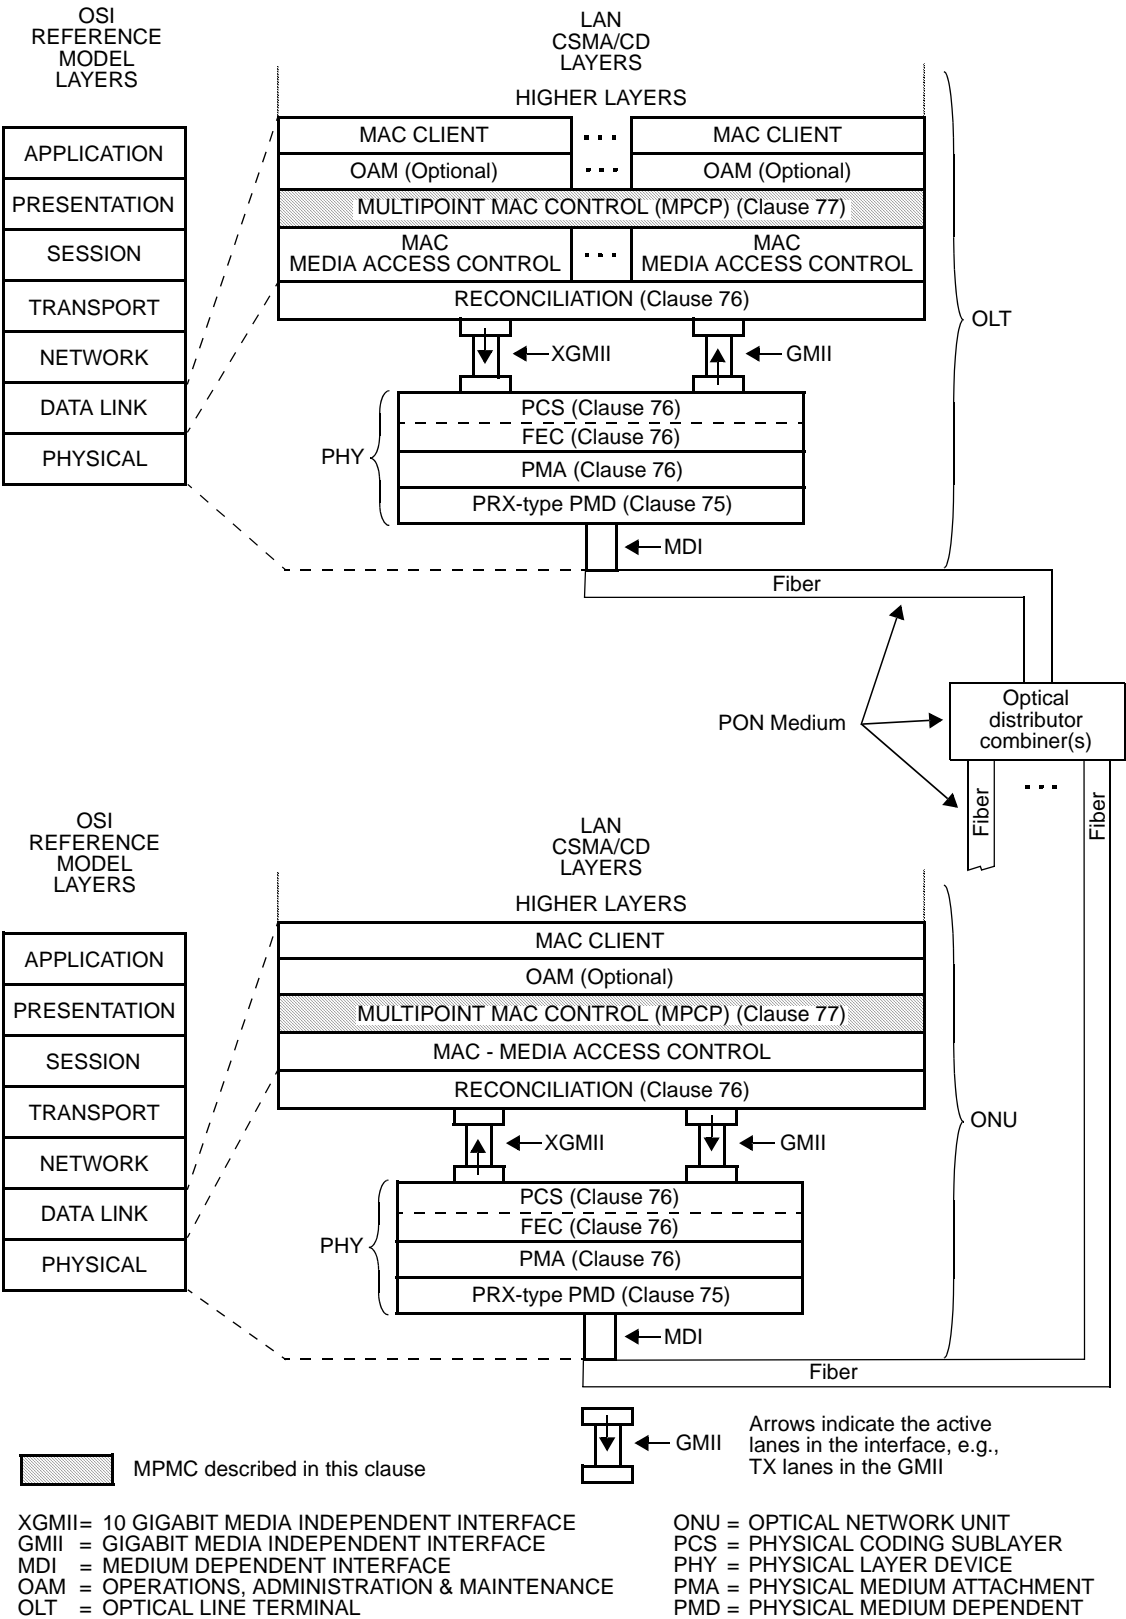 OSI
REFERENCE
MODEL
LAYERS
LAN
CSMA/CD
LAYERS
HIGHER LAYERS
APPLICATION
PRESENTATION
SESSION
TRANSPORT
NETWORK
DATA LINK
PHYSICAL
MAC CLIENT
. . .
MAC CLIENT
OAM (Optional)
. . .
OAM (Optional)
MULTIPOINT MAC CONTROL (MPCP) (Clause 77)
MAC
MEDIA ACCESS CONTROL
. . .
MAC
MEDIA ACCESS CONTROL
RECONCILIATION (Clause 76)
XGMII
GMII
OLT
PHY
PCS (Clause 76)
FEC (Clause 76)
PMA (Clause 76)
PRX-type PMD (Clause 75)
MDI
Fiber
PON Medium
Optical
distributor
combiner(s)
Fiber
. . .
Fiber
OSI
REFERENCE
MODEL
LAYERS
LAN
CSMA/CD
LAYERS
HIGHER LAYERS
APPLICATION
PRESENTATION
SESSION
TRANSPORT
NETWORK
DATA LINK
PHYSICAL
MAC CLIENT
OAM (Optional)
MULTIPOINT MAC CONTROL (MPCP) (Clause 77)
MAC - MEDIA ACCESS CONTROL
RECONCILIATION (Clause 76)
XGMII
GMII
ONU
PHY
PCS (Clause 76)
FEC (Clause 76)
PMA (Clause 76)
PRX-type PMD (Clause 75)
MDI
Fiber
MPMC described in this clause
GMII
Arrows indicate the active
lanes in the interface, e.g.,
TX lanes in the GMII
XGMII= 10 GIGABIT MEDIA INDEPENDENT INTERFACE
GMII = GIGABIT MEDIA INDEPENDENT INTERFACE
MDI = MEDIUM DEPENDENT INTERFACE
OAM = OPERATIONS, ADMINISTRATION & MAINTENANCE
OLT = OPTICAL LINE TERMINAL
ONU = OPTICAL NETWORK UNIT
PCS = PHYSICAL CODING SUBLAYER
PHY = PHYSICAL LAYER DEVICE
PMA = PHYSICAL MEDIUM ATTACHMENT
PMD = PHYSICAL MEDIUM DEPENDENT